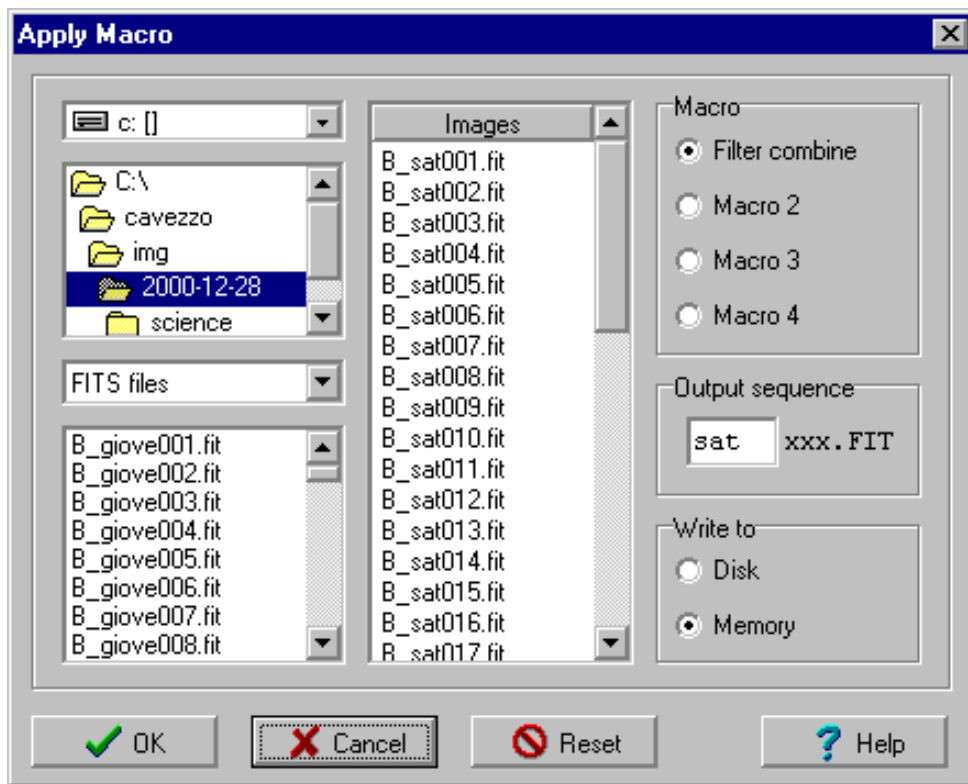 Apply Macro
c: []
C:\
cavezzo
img
2000-12-28
science
FITS files
B_giove001.fit
B_giove002.fit
B_giove003.fit
B_giove004.fit
B_giove005.fit
B_giove006.fit
B_giove007.fit
B_giove008.fit
Images
B_sat001.fit
B_sat002.fit
B_sat003.fit
B_sat004.fit
B_sat005.fit
B_sat006.fit
B_sat007.fit
B_sat008.fit
B_sat009.fit
B_sat010.fit
B_sat011.fit
B_sat012.fit
B_sat013.fit
B_sat014.fit
B_sat015.fit
B_sat016.fit
B_sat017.fit
Macro
Filter combine
Macro 2
Macro 3
Macro 4
Output sequence
sat xxx.FIT
Write to
Disk
Memory
OK Cancel Reset Help